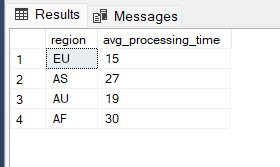 Results Messages
region avg_processing_time
1 EU 15
2 AS 27
3 AU 19
4 AF 30